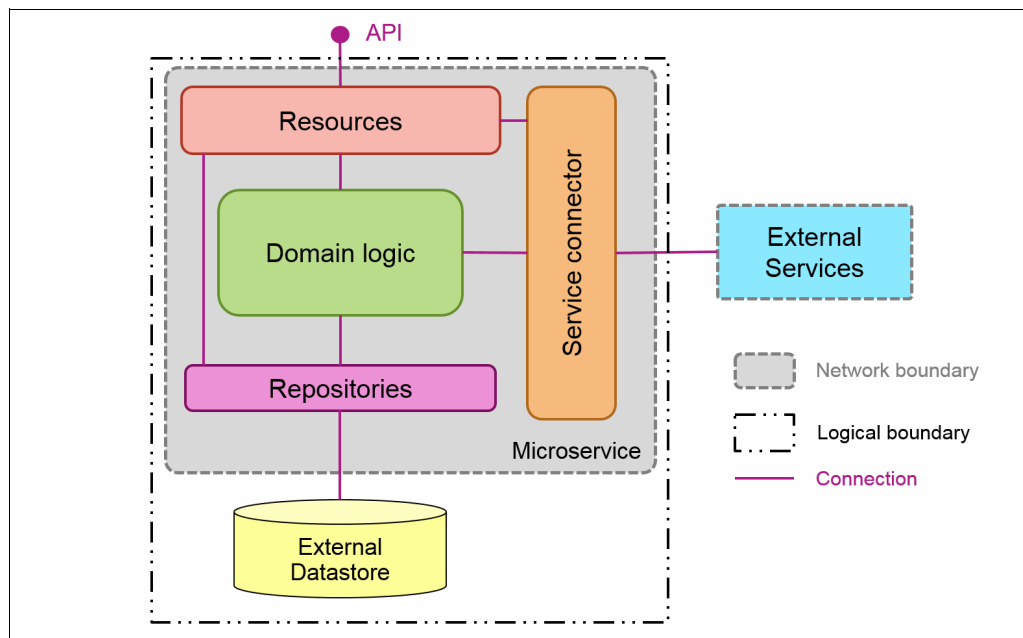 API
Resources
Service connector
Domain logic
External
Services
Repositories
Network boundary
Logical boundary
Microservice
Connection
External
Datastore